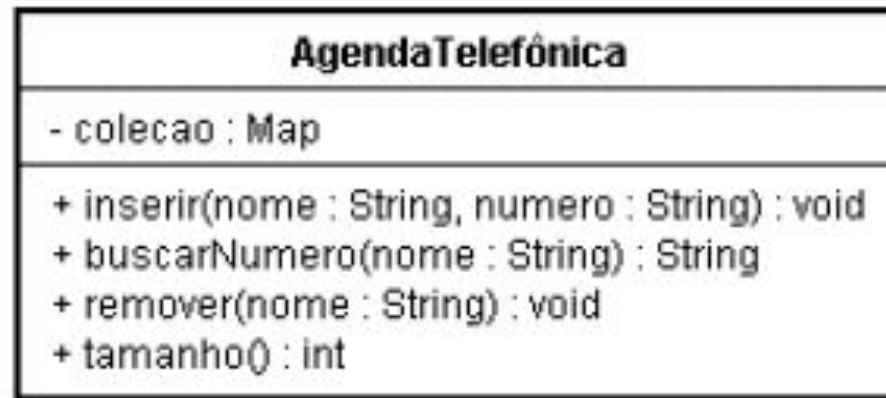 AgendaTelefônica
- colecao : Map
+ inserir(nome : String, numero : String) : void
+ buscarNumero(nome : String) : String
+ remover(nome : String) : void
+ tamanho() : int